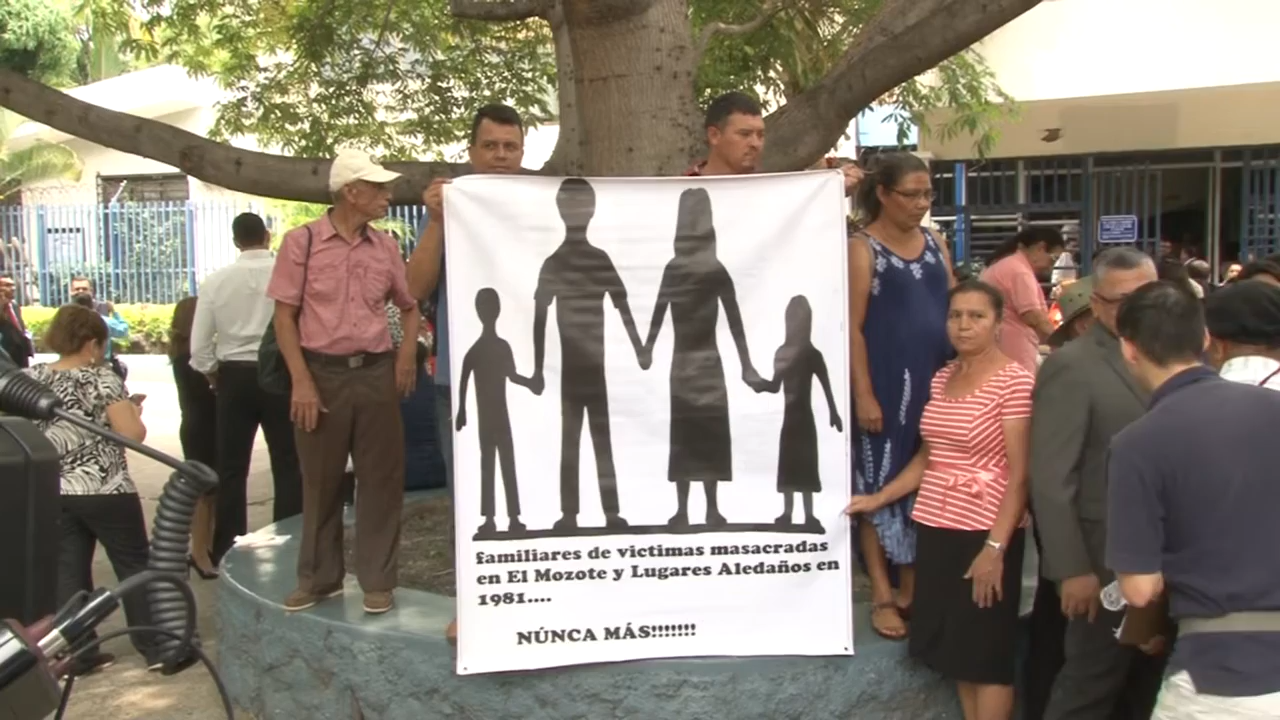 familiares de victimas masacradas
en El Mozote y Lugares Aledaños en
1981....
NÚNCA MÁS!!!!!!!